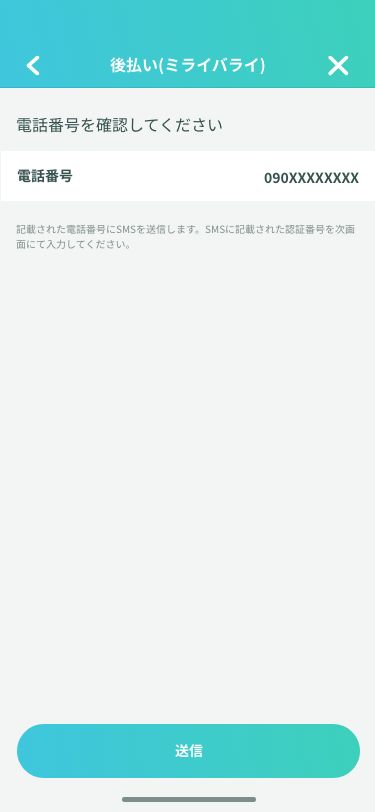 後払い(ミライバライ)
電話番号を確認してください
電話番号 090XXXXXXXX
記載された電話番号にSMSを送信します。SMSに記載された認証番号を次画
面にて入力してください。
送信